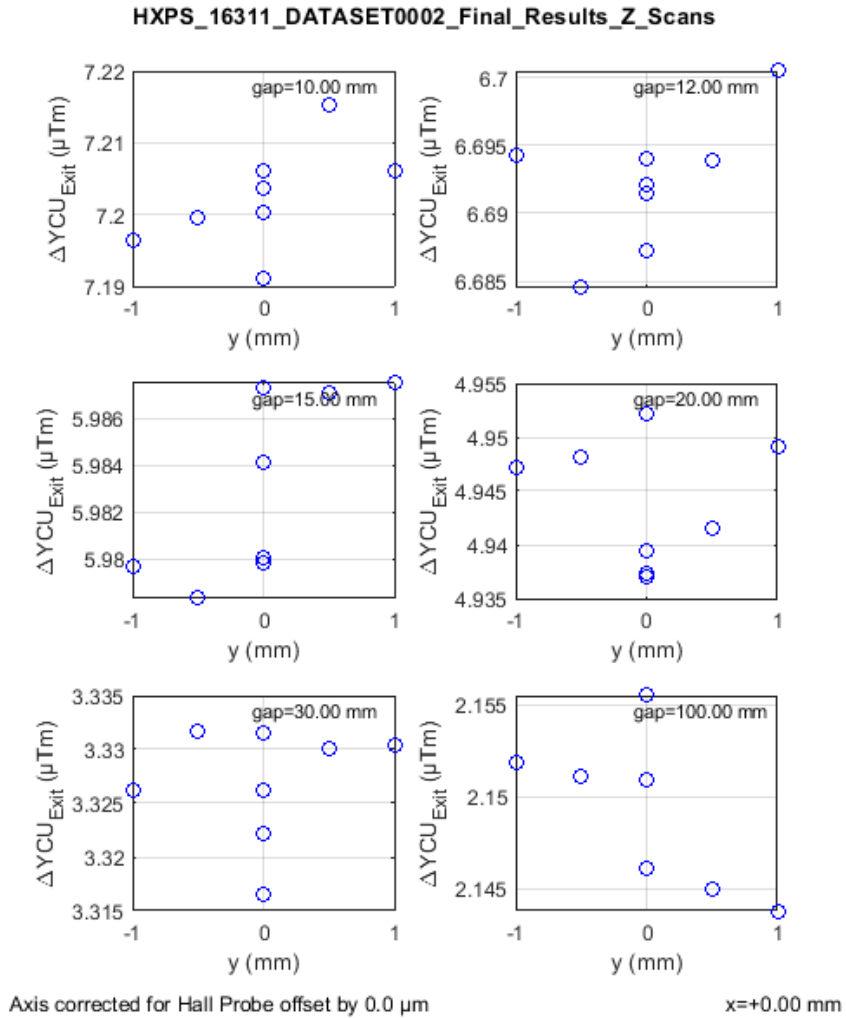 HXPS_16311_DATASET0002_Final_Results_Z_Scans
7.22
7.21
7.2
7.19
ΔYCU_Exit (µTm)
gap=10.00 mm
-1 0 1
y (mm)
6.7
6.695
6.69
6.685
ΔYCU_Exit (µTm)
gap=12.00 mm
-1 0 1
y (mm)
5.986
5.984
5.982
5.98
ΔYCU_Exit (µTm)
gap=15.00 mm
-1 0 1
y (mm)
4.955
4.95
4.945
4.94
4.935
ΔYCU_Exit (µTm)
gap=20.00 mm
-1 0 1
y (mm)
3.335
3.33
3.325
3.32
3.315
ΔYCU_Exit (µTm)
gap=30.00 mm
-1 0 1
y (mm)
2.155
2.15
2.145
ΔYCU_Exit (µTm)
gap=100.00 mm
-1 0 1
y (mm)
Axis corrected for Hall Probe offset by 0.0 µm
x=+0.00 mm